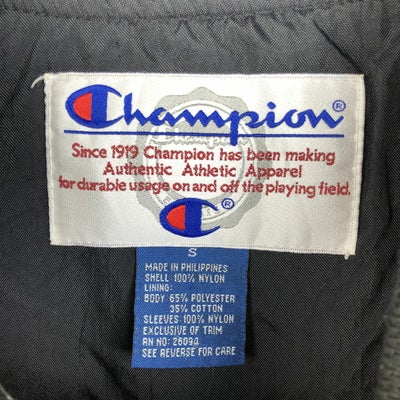 Champion®
Since 1919 Champion has been making
Authentic Athletic Apparel
for durable usage on and off the playing field.
®
S
MADE IN PHILIPPINES
SHELL: 100% NYLON
LINING:
BODY: 65% POLYESTER
35% COTTON
SLEEVES: 100% NYLON
EXCLUSIVE OF TRIM
RN NO: 26094
SEE REVERSE FOR CARE